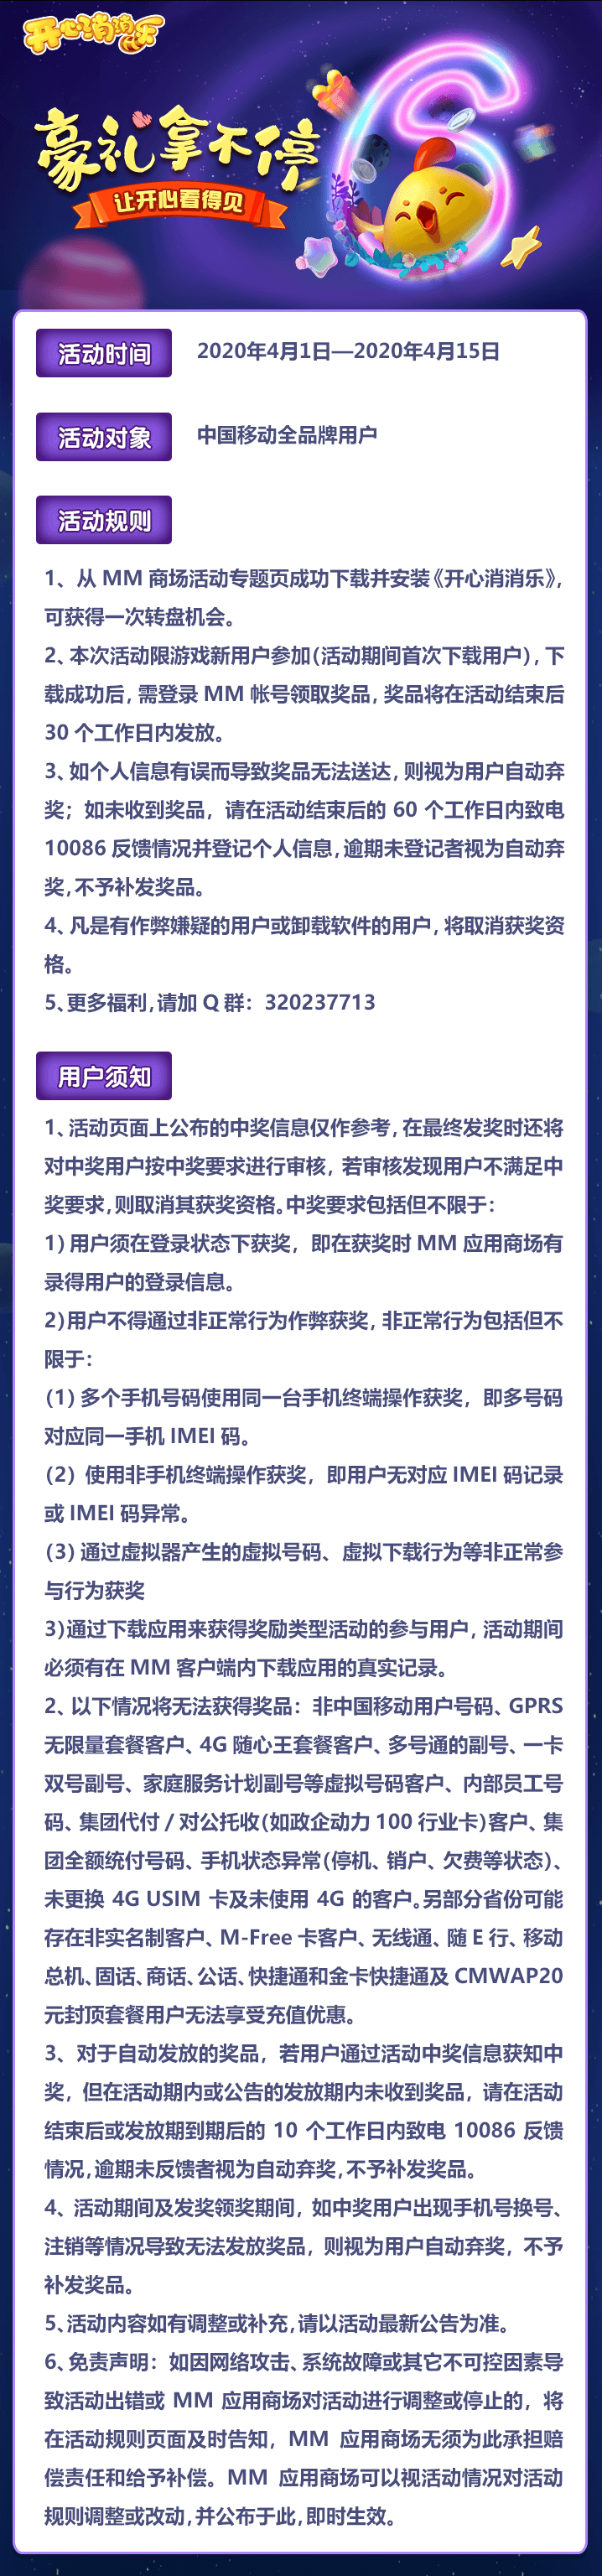 开心消消乐
豪礼拿不停
让开心看得见
活动时间
2020年4月1日—2020年4月15日
活动对象
中国移动全品牌用户
活动规则
1、从 MM 商场活动专题页成功下载并安装《开心消消乐》，
可获得一次转盘机会。
2、本次活动限游戏新用户参加（活动期间首次下载用户），下
载成功后，需登录 MM 帐号领取奖品，奖品将在活动结束后
30 个工作日内发放。
3、如个人信息有误而导致奖品无法送达，则视为用户自动弃
奖；如未收到奖品，请在活动结束后的 60 个工作日内致电
10086 反馈情况并登记个人信息，逾期未登记者视为自动弃
奖，不予补发奖品。
4、凡是有作弊嫌疑的用户或卸载软件的用户，将取消获奖资
格。
5、更多福利，请加 Q 群：320237713
用户须知
1、活动页面上公布的中奖信息仅作参考，在最终发奖时还将
对中奖用户按中奖要求进行审核，若审核发现用户不满足中
奖要求，则取消其获奖资格。中奖要求包括但不限于：
1）用户须在登录状态下获奖，即在获奖时 MM 应用商场有
录得用户的登录信息。
2）用户不得通过非正常行为作弊获奖，非正常行为包括但不
限于：
（1）多个手机号码使用同一台手机终端操作获奖，即多号码
对应同一手机 IMEI 码。
（2）使用非手机终端操作获奖，即用户无对应 IMEI 码记录
或 IMEI 码异常。
（3）通过虚拟器产生的虚拟号码、虚拟下载行为等非正常参
与行为获奖
3）通过下载应用来获得奖励类型活动的参与用户，活动期间
必须有在 MM 客户端内下载应用的真实记录。
2、以下情况将无法获得奖品：非中国移动用户号码、GPRS
无限量套餐客户、4G 随心王套餐客户、多号通的副号、一卡
双号副号、家庭服务计划副号等虚拟号码客户、内部员工号
码、集团代付 / 对公托收（如政企动力 100 行业卡）客户、集
团全额统付号码、手机状态异常（停机、销户、欠费等状态）、
未更换 4G USIM 卡及未使用 4G 的客户。另部分省份可能
存在非实名制客户、M-Free 卡客户、无线通、随 E 行、移动
总机、固话、商话、公话、快捷通和金卡快捷通及 CMWAP20
元封顶套餐用户无法享受充值优惠。
3、对于自动发放的奖品，若用户通过活动中奖信息获知中
奖，但在活动期内或公告的发放期内未收到奖品，请在活动
结束后或发放期到期后的 10 个工作日内致电 10086 反馈
情况，逾期未反馈者视为自动弃奖，不予补发奖品。
4、活动期间及发奖领奖期间，如中奖用户出现手机号换号、
注销等情况导致无法发放奖品，则视为用户自动弃奖，不予
补发奖品。
5、活动内容如有调整或补充，请以活动最新公告为准。
6、免责声明：如因网络攻击、系统故障或其它不可控因素导
致活动出错或 MM 应用商场对活动进行调整或停止的，将
在活动规则页面及时告知，MM 应用商场无须为此承担赔
偿责任和给予补偿。MM 应用商场可以视活动情况对活动
规则调整或改动，并公布于此，即时生效。